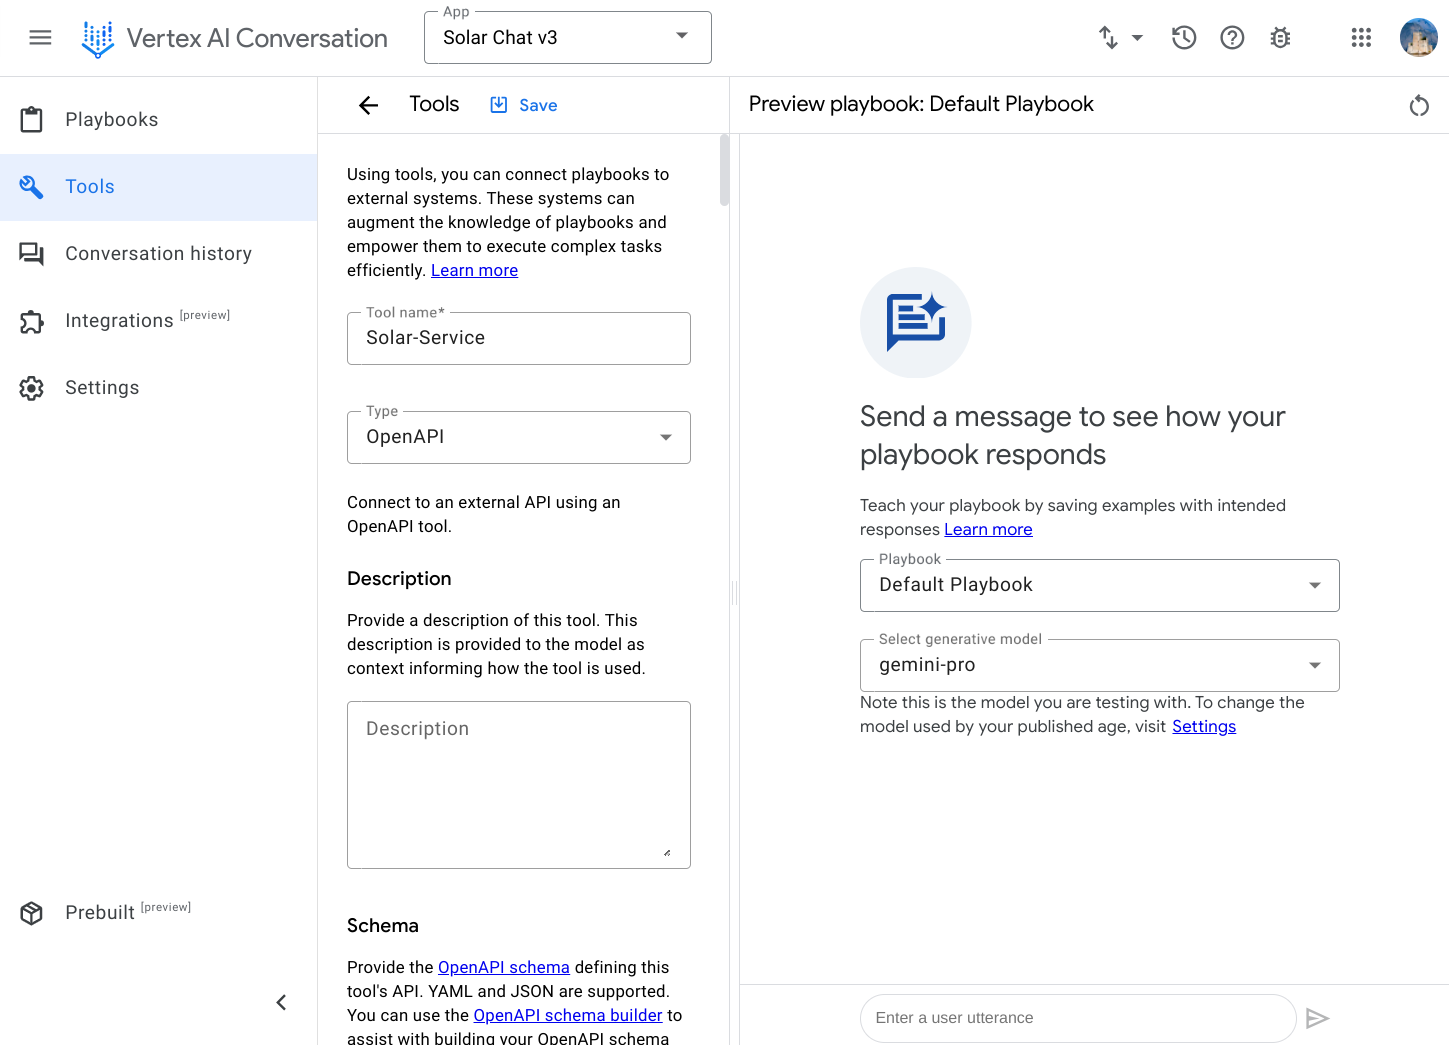 Vertex AI Conversation
App
Solar Chat v3
Playbooks
Tools
Conversation history
Integrations [preview]
Settings
Prebuilt [preview]
Tools
Save
Using tools, you can connect playbooks to
external systems. These systems can
augment the knowledge of playbooks and
empower them to execute complex tasks
efficiently. Learn more
Tool name*
Solar-Service
Type
OpenAPI
Connect to an external API using an
OpenAPI tool.
Description
Provide a description of this tool. This
description is provided to the model as
context informing how the tool is used.
Description
Schema
Provide the OpenAPI schema defining this
tool's API. YAML and JSON are supported.
You can use the OpenAPI schema builder to
assist with building your OpenAPI schema
Preview playbook: Default Playbook
Send a message to see how your
playbook responds
Teach your playbook by saving examples with intended
responses Learn more
Playbook
Default Playbook
Select generative model
gemini-pro
Note this is the model you are testing with. To change the
model used by your published age, visit Settings
Enter a user utterance